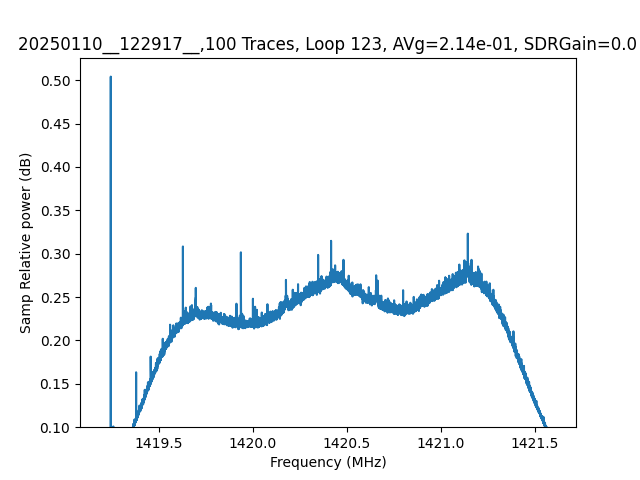 20250110__122917__,100 Traces, Loop 123, AVg=2.14e-01, SDRGain=0.0
Samp Relative power (dB)
0.50
0.45
0.40
0.35
0.30
0.25
0.20
0.15
0.10
1419.5 1420.0 1420.5 1421.0 1421.5
Frequency (MHz)